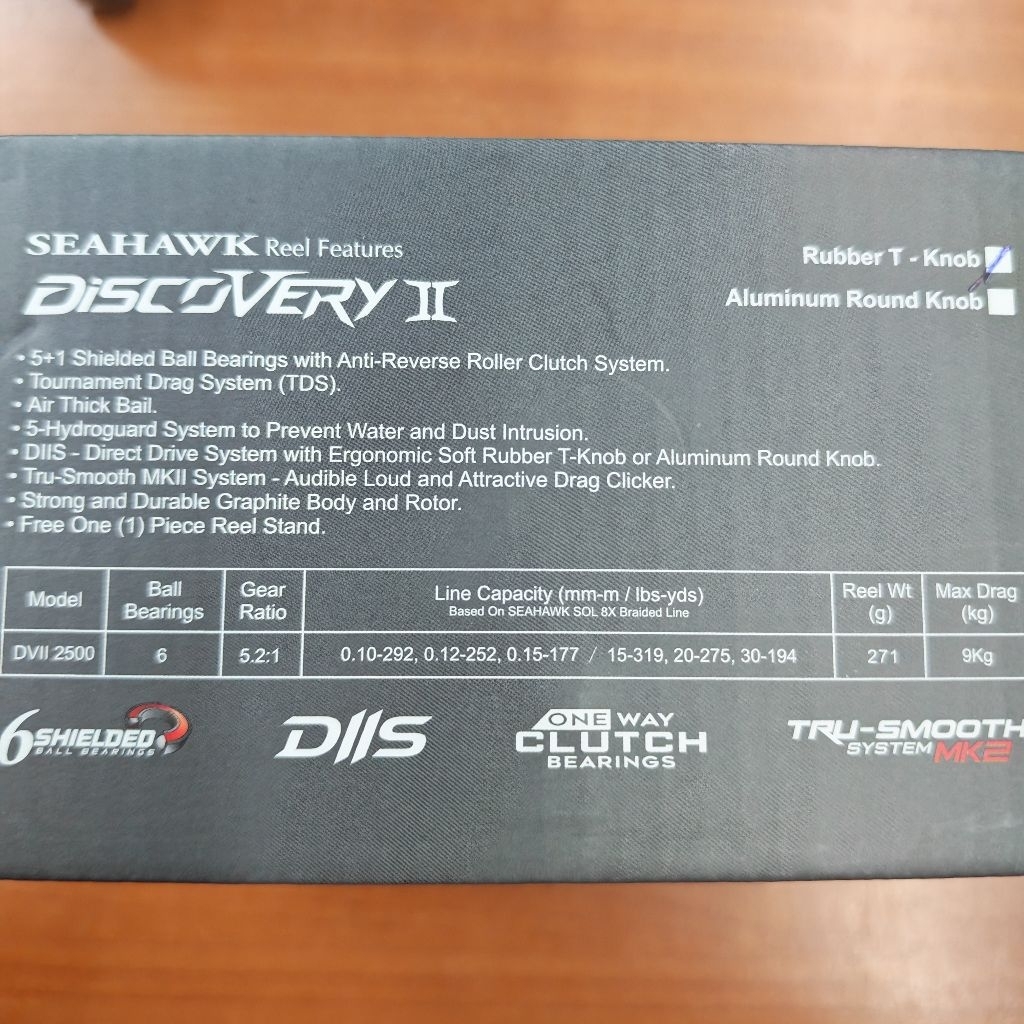 SEAHAWK Reel Features
DiSCOVERY II
Rubber T - Knob
Aluminum Round Knob
• 5+1 Shielded Ball Bearings with Anti-Reverse Roller Clutch System.
• Tournament Drag System (TDS).
• Air Thick Bail.
• 5-Hydroguard System to Prevent Water and Dust Intrusion.
• DIIS - Direct Drive System with Ergonomic Soft Rubber T-Knob or Aluminum Round Knob.
• Tru-Smooth MKII System - Audible Loud and Attractive Drag Clicker.
• Strong and Durable Graphite Body and Rotor.
• Free One (1) Piece Reel Stand.
Model Ball Bearings Gear Ratio Line Capacity (mm-m / lbs-yds) Based On SEAHAWK SOL 8X Braided Line Reel Wt (g) Max Drag (kg)
DVII 2500 6 5.2:1 0.10-292, 0.12-252, 0.15-177 / 15-319, 20-275, 30-194 271 9Kg
6 SHIELDED
BALL BEARINGS
DIIS
ONE WAY
CLUTCH
BEARINGS
TRU-SMOOTH
SYSTEM MK2